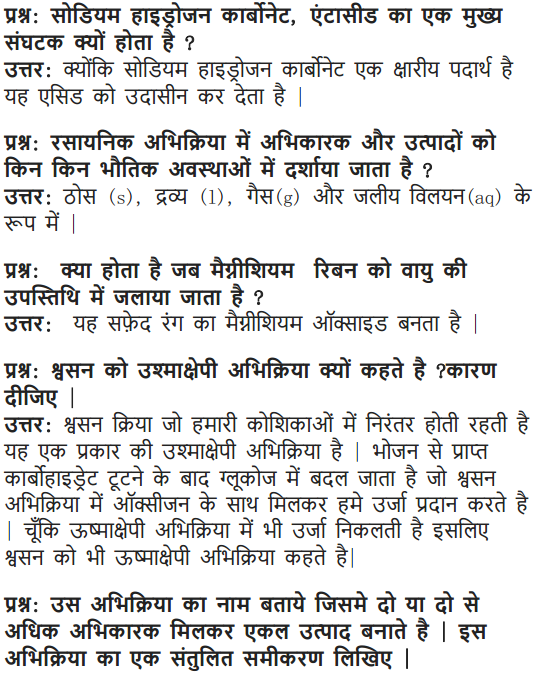 प्रश्न: सोडियम हाइड्रोजन कार्बोनेट, एंटासीड का एक मुख्य
संघटक क्यों होता है ?
उत्तर: क्योंकि सोडियम हाइड्रोजन कार्बोनेट एक क्षारीय पदार्थ है
यह एसिड को उदासीन कर देता है |
प्रश्न: रसायनिक अभिक्रिया में अभिकारक और उत्पादों को
किन किन भौतिक अवस्थाओं में दर्शाया जाता है ?
उत्तर: ठोस (s), द्रव्य (l), गैस(g) और जलीय विलयन(aq) के
रूप में |
प्रश्न: क्या होता है जब मैग्नीशियम रिबन को वायु की
उपस्तिथि में जलाया जाता है ?
उत्तर: यह सफ़ेद रंग का मैग्नीशियम ऑक्साइड बनता है |
प्रश्न: श्वसन को उश्माक्षेपी अभिक्रिया क्यों कहते है ?कारण
दीजिए |
उत्तर: श्वसन क्रिया जो हमारी कोशिकाओं में निरंतर होती रहती है
यह एक प्रकार की उश्माक्षेपी अभिक्रिया है | भोजन से प्राप्त
कार्बोहाइड्रेट टूटने के बाद ग्लूकोज में बदल जाता है जो श्वसन
अभिक्रिया में ऑक्सीजन के साथ मिलकर हमे उर्जा प्रदान करते है
| चूँकि ऊष्माक्षेपी अभिक्रिया में भी उर्जा निकलती है इसलिए
श्वसन को भी ऊष्माक्षेपी अभिक्रिया कहते है|
प्रश्न: उस अभिक्रिया का नाम बताये जिसमे दो या दो से
अधिक अभिकारक मिलकर एकल उत्पाद बनाते है | इस
अभिक्रिया का एक संतुलित समीकरण लिखिए |